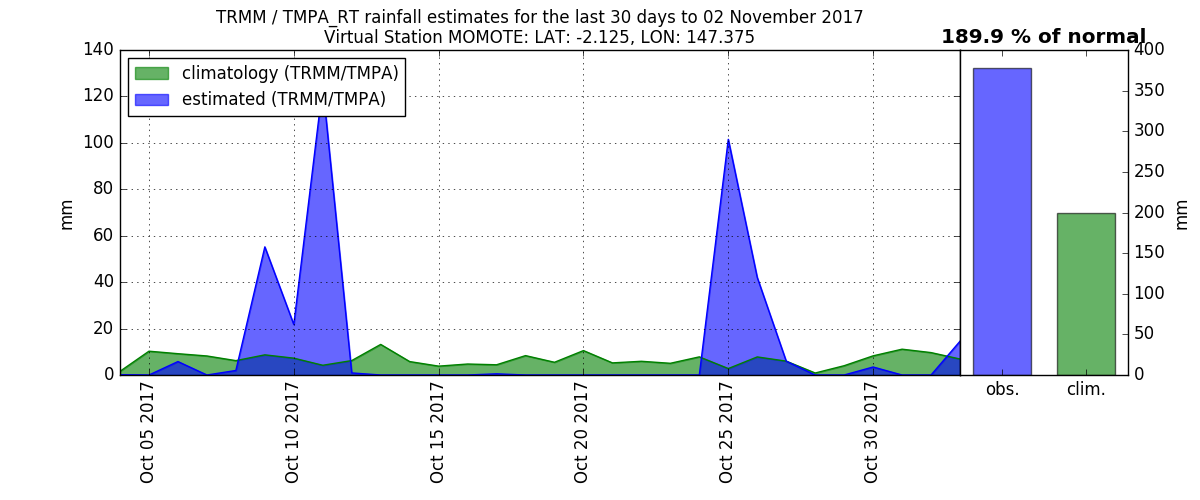 TRMM / TMPA_RT rainfall estimates for the last 30 days to 02 November 2017
Virtual Station MOMOTE: LAT: -2.125, LON: 147.375
189.9 % of normal
climatology (TRMM/TMPA)
estimated (TRMM/TMPA)
140
120
100
80
60
40
20
0
mm
Oct 05 2017
Oct 10 2017
Oct 15 2017
Oct 20 2017
Oct 25 2017
Oct 30 2017
obs.
clim.
400
350
300
250
200
150
100
50
0
mm